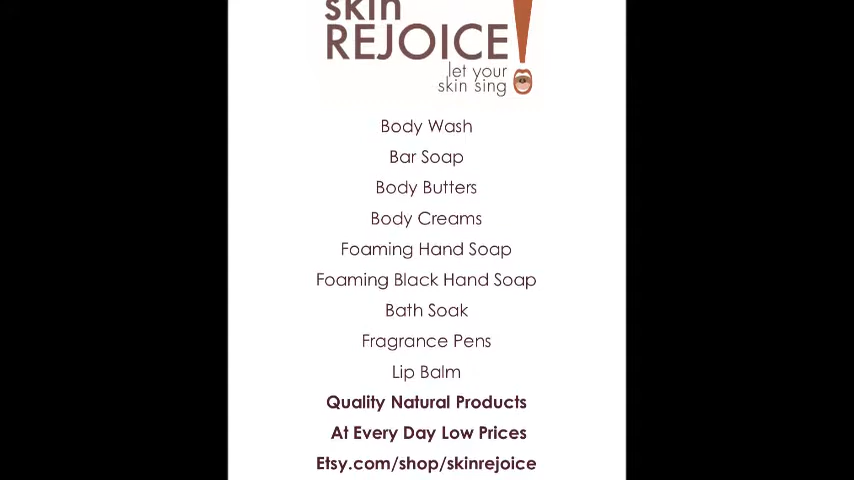 skin
REJOICE!
let your
skin sing
Body Wash
Bar Soap
Body Butters
Body Creams
Foaming Hand Soap
Foaming Black Hand Soap
Bath Soak
Fragrance Pens
Lip Balm
Quality Natural Products
At Every Day Low Prices
Etsy.com/shop/skinrejoice